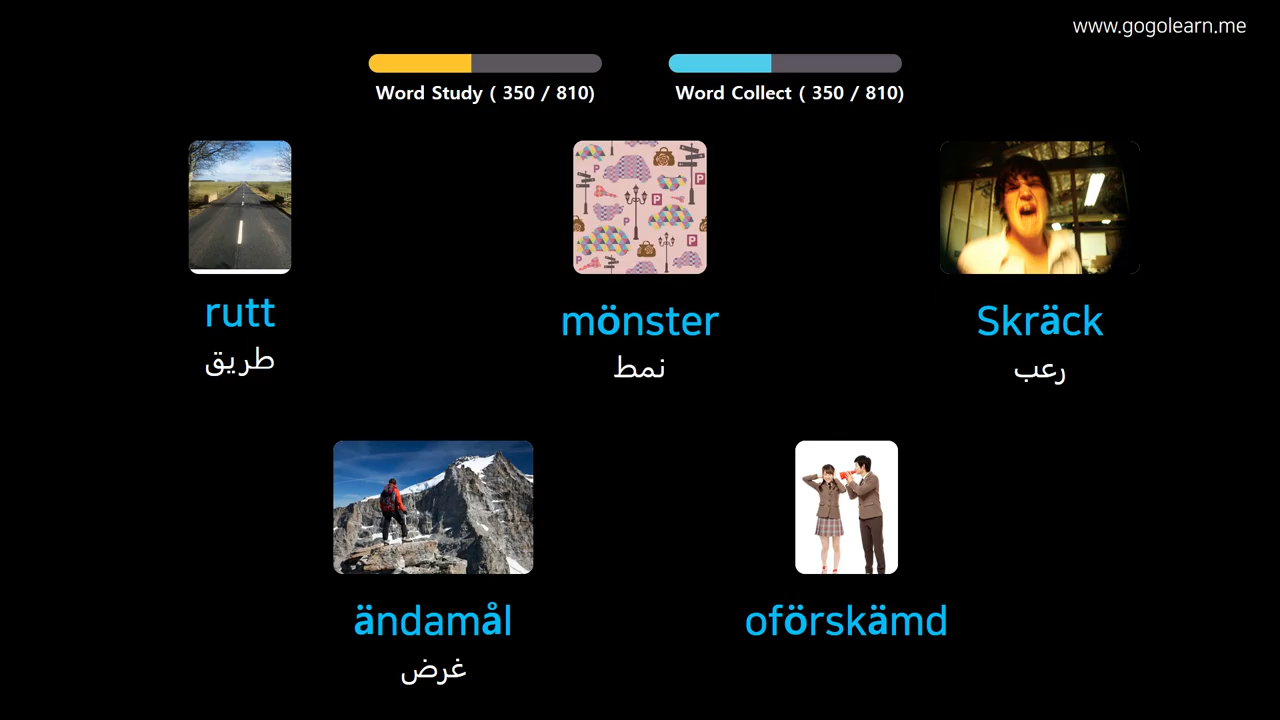 www.gogolearn.me
Word Study ( 350 / 810)
Word Collect ( 350 / 810)
rutt
طريق
mönster
نمط
Skräck
رعب
ändamål
غرض
oförskämd